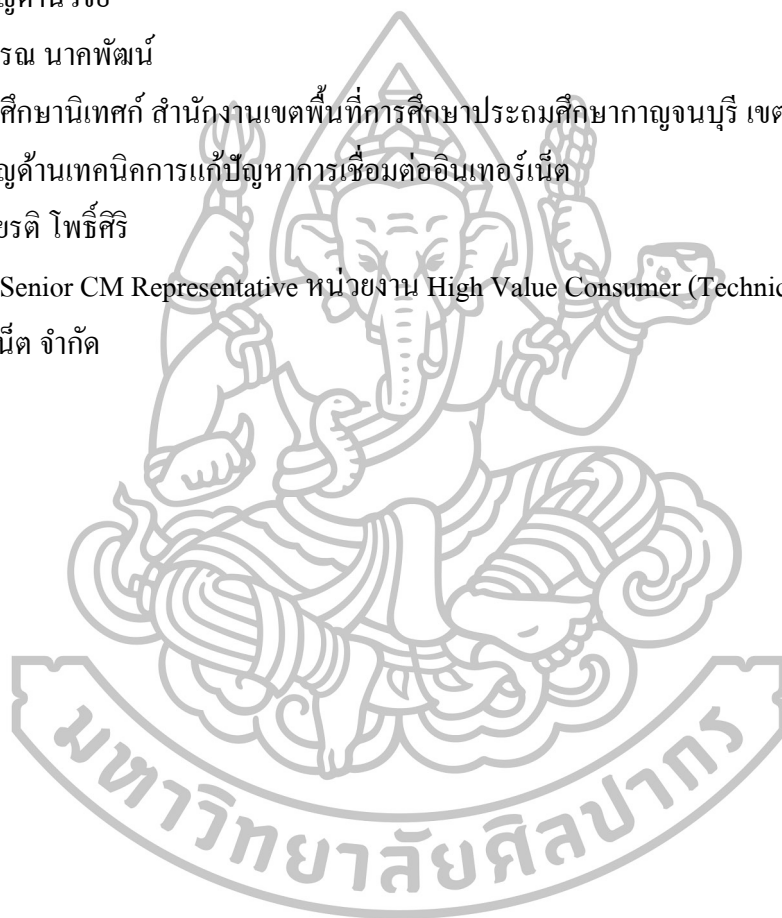 ญด้านวิจัย
รณ นาคพัฒน์
ศึกษานิเทศก์ สำนักงานเขตพื้นที่การศึกษาประถมศึกษากาญจนบุรี เขต
ญด้านเทคนิคการแก้ปัญหาการเชื่อมต่ออินเทอร์เน็ต
ยรติ โพธิ์ศิริ
Senior CM Representative หน่วยงาน High Value Consumer (Technic
น็ต จำกัด
มหาวิทยาลัยศิลปากร